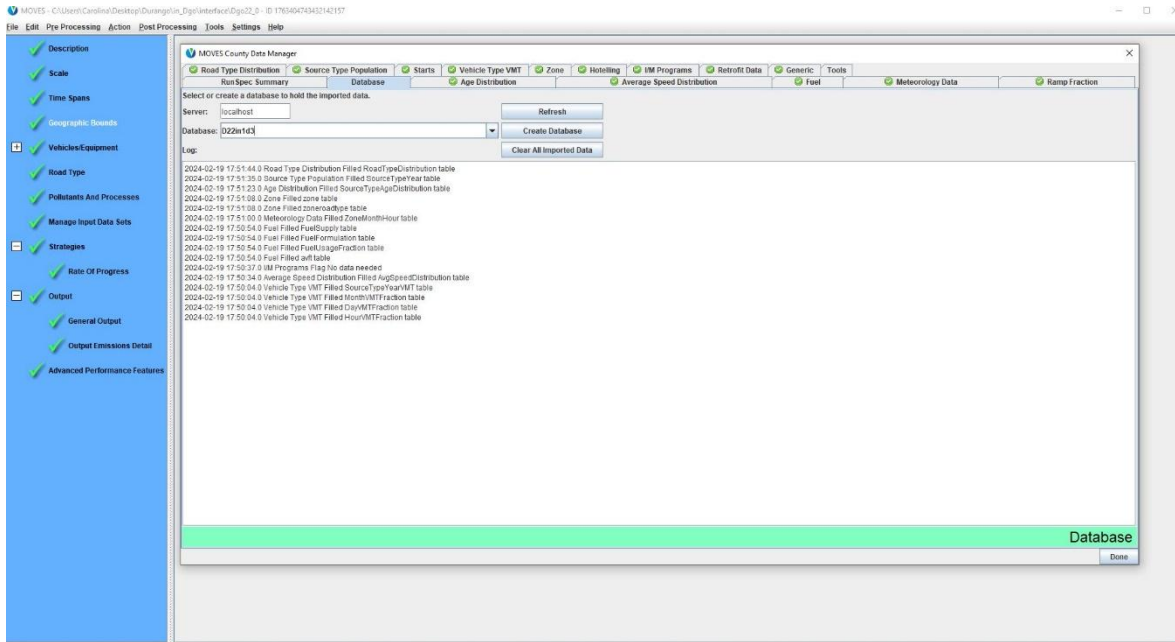 MOVES - C:\Users\Carolina\Desktop\Durango\in_Dgo\interface\Dgo22_0 - ID 1763404743432142157
File Edit Pre Processing Action Post Processing Tools Settings Help
Description
Scale
Time Spans
Geographic Bounds
Vehicles/Equipment
Road Type
Pollutants And Processes
Manage Input Data Sets
Strategies
Rate Of Progress
Output
General Output
Output Emissions Detail
Advanced Performance Features
MOVES County Data Manager
Road Type Distribution Source Type Population Starts Vehicle Type VMT Zone Hotelling I/M Programs Retrofit Data Generic Tools
RunSpec Summary Database Age Distribution Average Speed Distribution Fuel Meteorology Data Ramp Fraction
Select or create a database to hold the imported data.
Server: localhost Refresh
Database: D22in1d3 Create Database
Log: Clear All Imported Data
2024-02-19 17:51:44.0 Road Type Distribution Filled RoadTypeDistribution table
2024-02-19 17:51:35.0 Source Type Population Filled SourceTypeYear table
2024-02-19 17:51:23.0 Age Distribution Filled SourceTypeAgeDistribution table
2024-02-19 17:51:08.0 Zone Filled zone table
2024-02-19 17:51:08.0 Zone Filled zoneroadtype table
2024-02-19 17:51:00.0 Meteorology Data Filled ZoneMonthHour table
2024-02-19 17:50:54.0 Fuel Filled FuelSupply table
2024-02-19 17:50:54.0 Fuel Filled FuelFormulation table
2024-02-19 17:50:54.0 Fuel Filled FuelUsageFraction table
2024-02-19 17:50:54.0 Fuel Filled avft table
2024-02-19 17:50:37.0 I/M Programs Flag No data needed
2024-02-19 17:50:34.0 Average Speed Distribution Filled AvgSpeedDistribution table
2024-02-19 17:50:04.0 Vehicle Type VMT Filled SourceTypeYearVMT table
2024-02-19 17:50:04.0 Vehicle Type VMT Filled MonthVMTFraction table
2024-02-19 17:50:04.0 Vehicle Type VMT Filled DayVMTFraction table
2024-02-19 17:50:04.0 Vehicle Type VMT Filled HourVMTFraction table
Database
Done